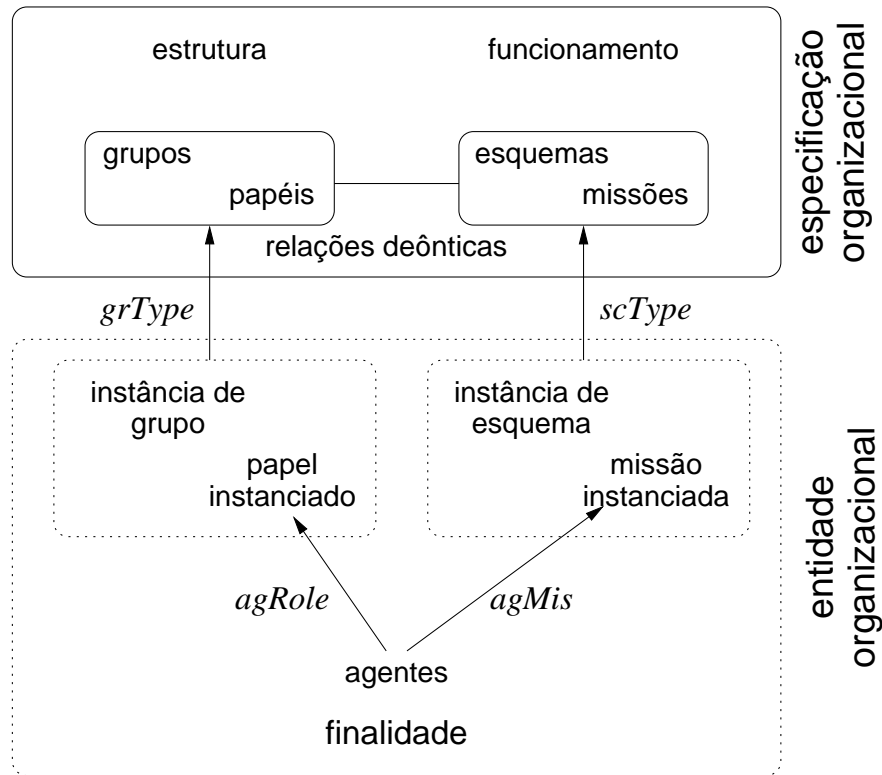 estrutura
funcionamento
grupos
papéis
esquemas
missões
relações deônticas
especificação
organizacional
grType
scType
instância de
grupo
papel
instanciado
instância de
esquema
missão
instanciada
agRole
agMis
agentes
finalidade
entidade
organizacional